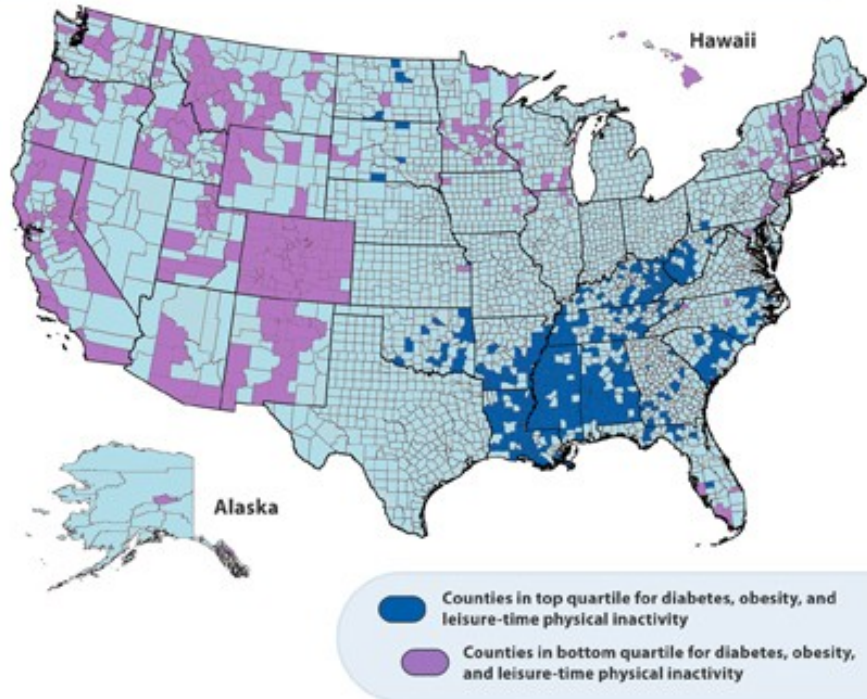 Hawaii
Alaska
Counties in top quartile for diabetes, obesity, and
leisure-time physical inactivity
Counties in bottom quartile for diabetes, obesity,
and leisure-time physical inactivity